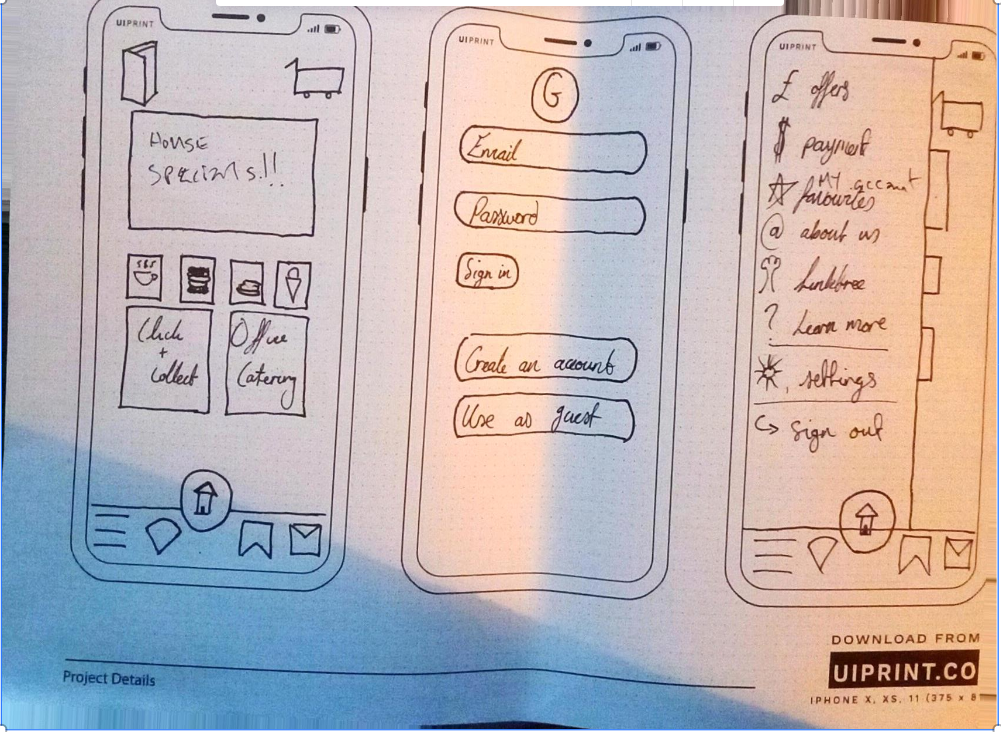 UIPRINT
HOUSE
SPECIALS!!
Click
+
Collect
Office
Catering
UIPRINT
G
Email
Password
Sign in
Create an account
Use as guest
UIPRINT
£ offers
$ payment
MY account
favourites
@ about us
Linktree
? Learn more
settings
Sign out
Project Details
DOWNLOAD FROM
UIPRINT.CO
IPHONE X, XS, 11 (375 x 8